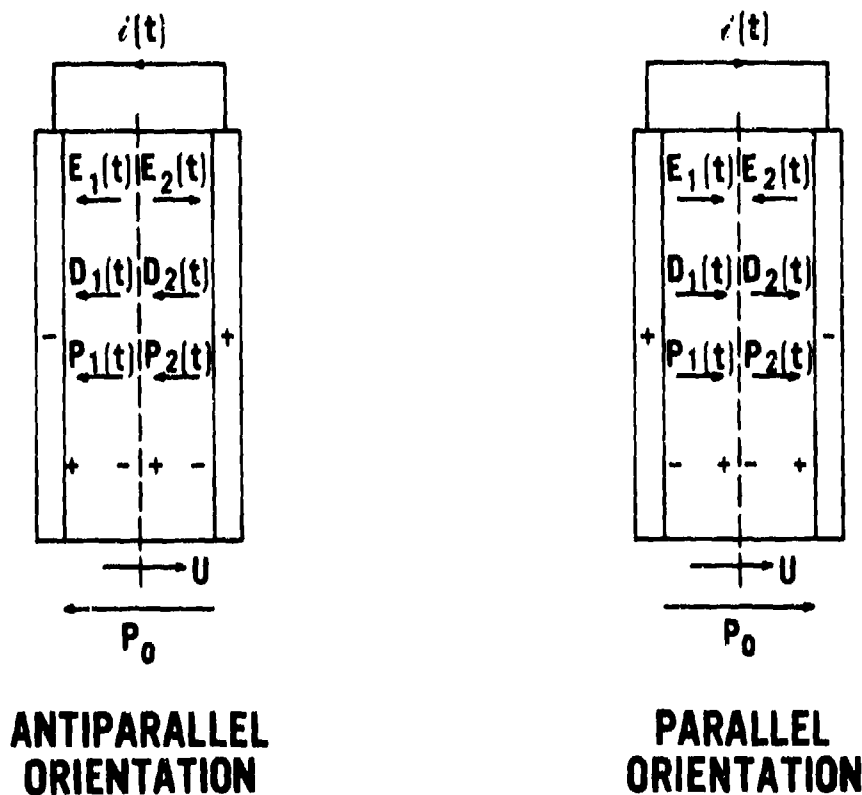 i(t) i(t)
E₁(t) E₂(t) E₁(t) E₂(t)
D₁(t) D₂(t) D₁(t) D₂(t)
- + + -
P₁(t) P₂(t) P₁(t) P₂(t)
+ - + - - + - +
U U
P₀ P₀
ANTIPARALLEL PARALLEL
ORIENTATION ORIENTATION